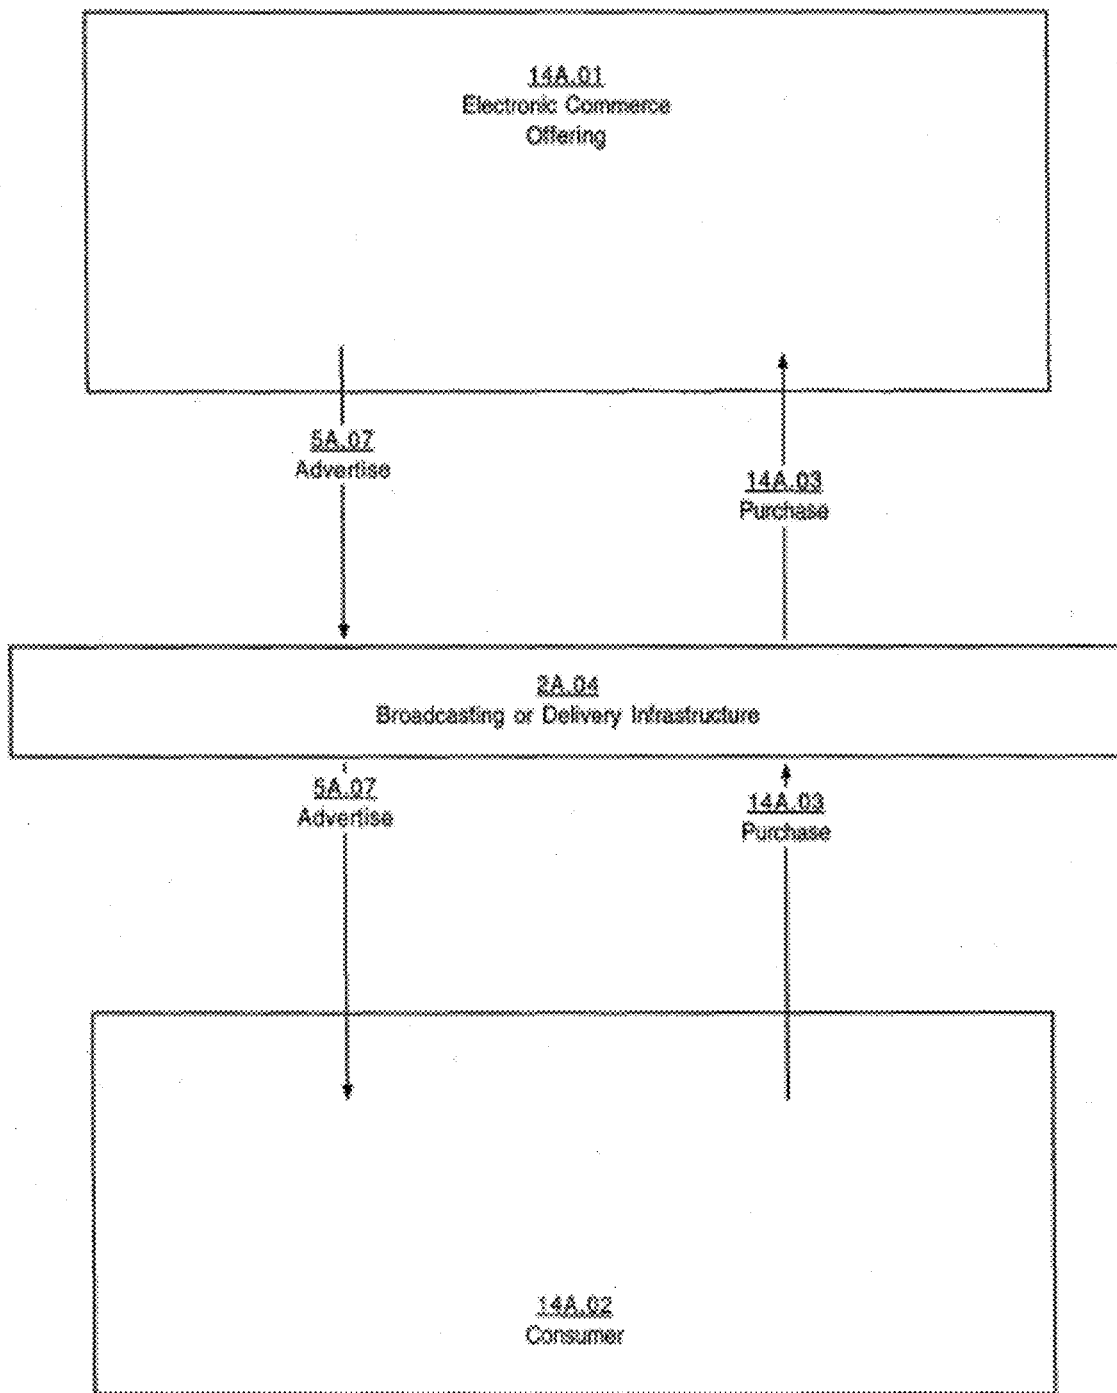 14A.01
Electronic Commerce
Offering
5A.07
Advertise
14A.03
Purchase
2A.04
Broadcasting or Delivery Infrastructure
5A.07
Advertise
14A.03
Purchase
14A.02
Consumer